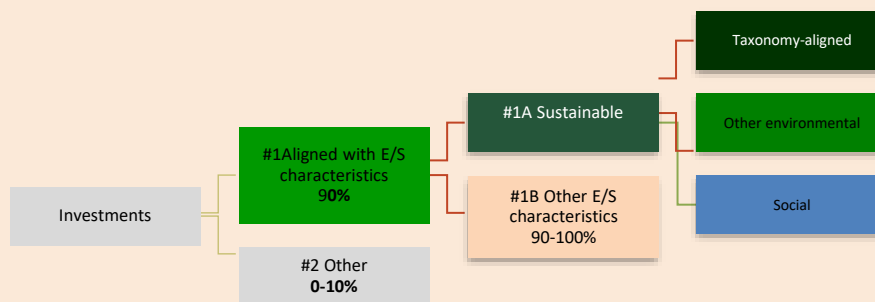 Taxonomy-aligned
#1A Sustainable
Other environmental
#1Aligned with E/S
characteristics
90%
#1B Other E/S
characteristics
90-100%
Social
Investments
#2 Other
0-10%